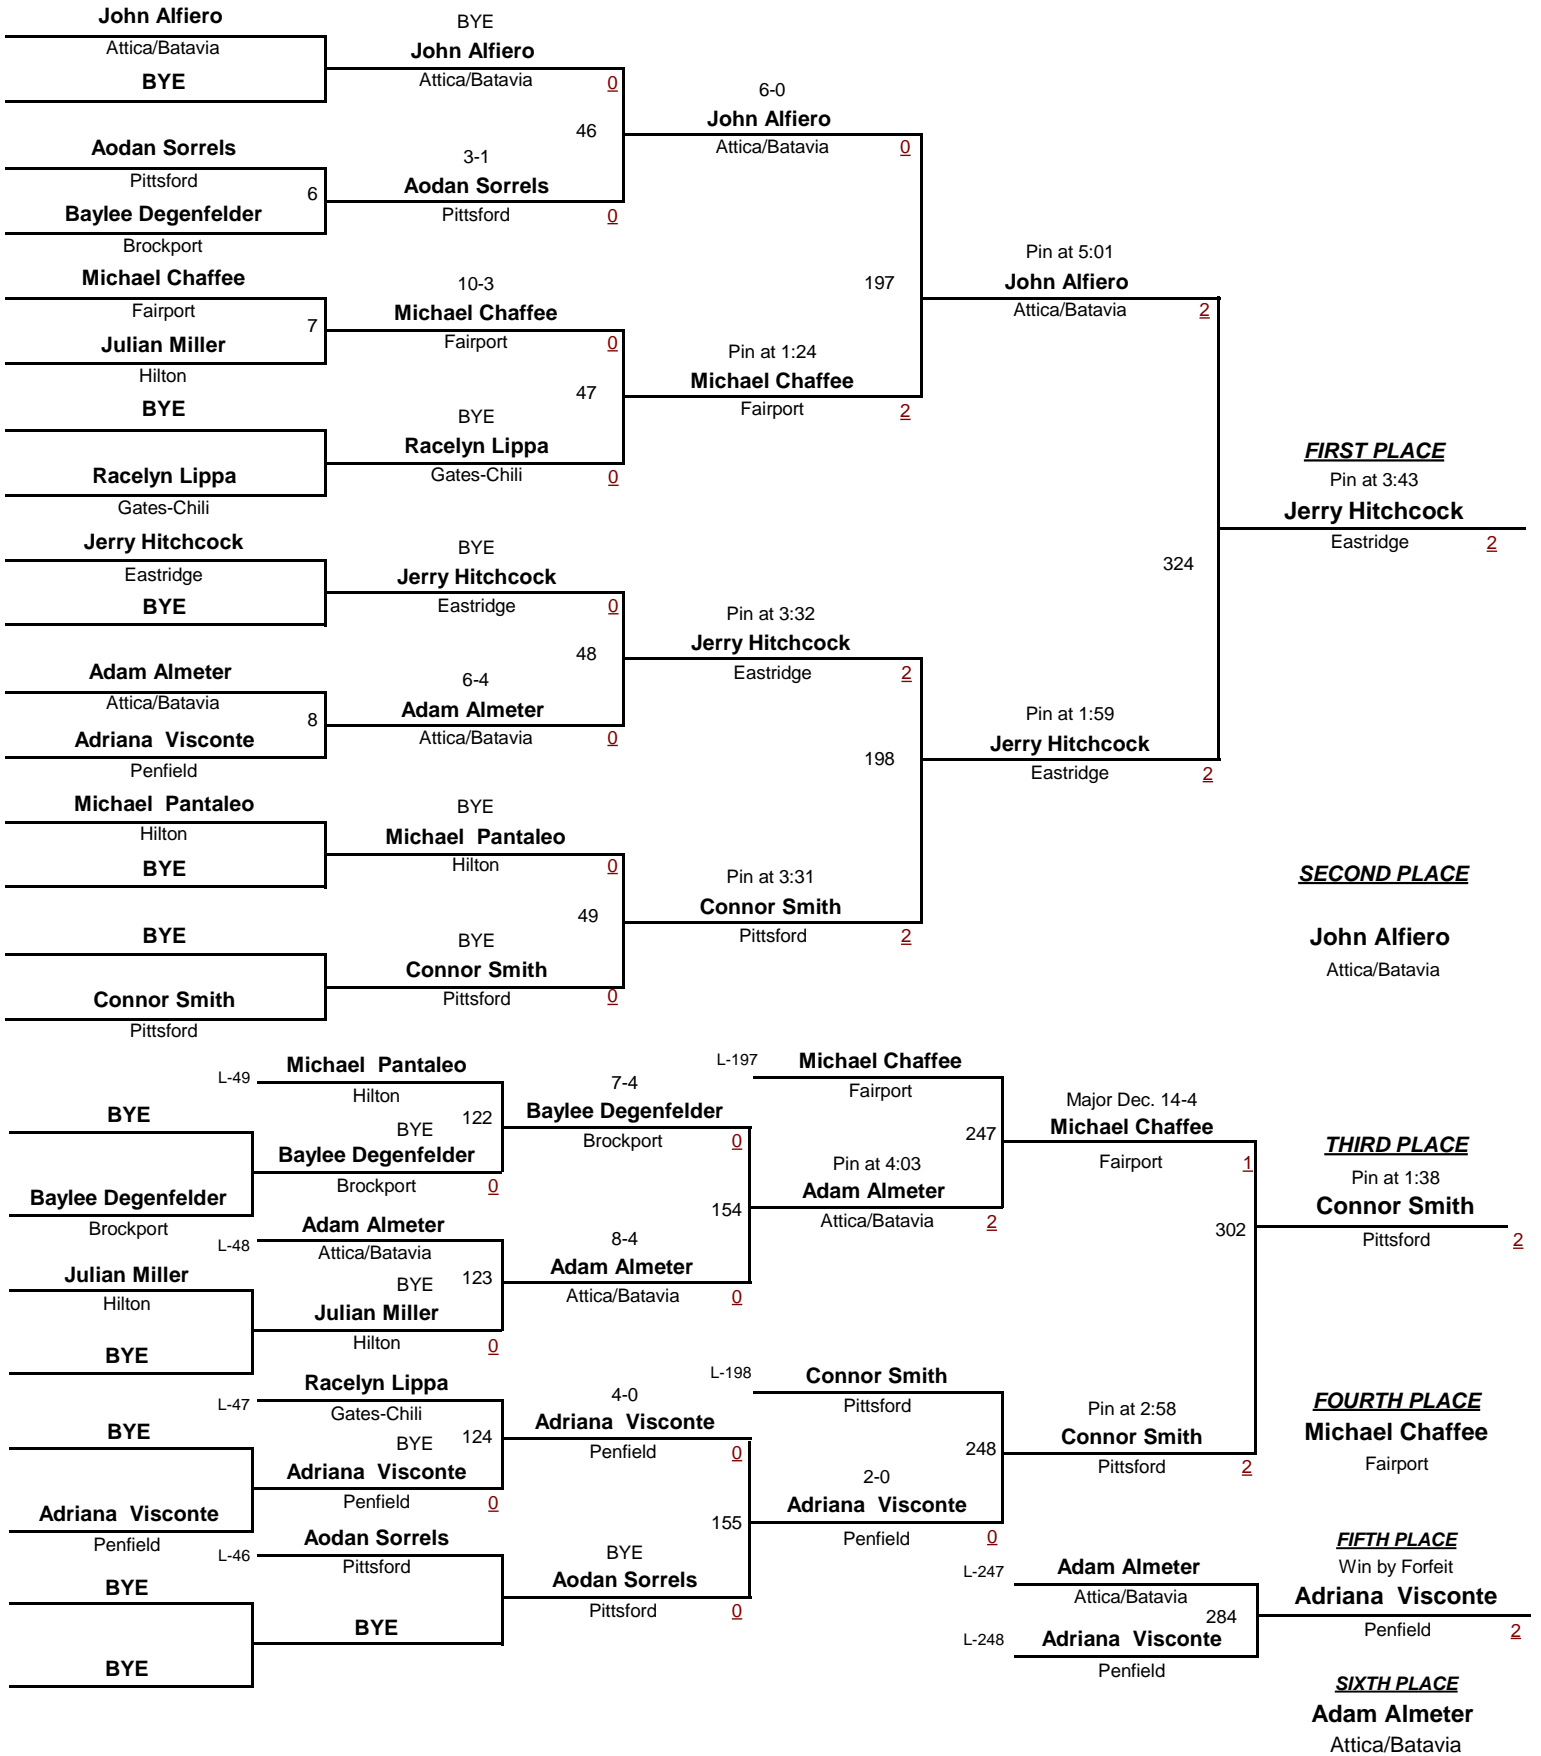 John Alfiero
Attica/Batavia
BYE
Aodan Sorrels
Pittsford
6
Baylee Degenfelder
Brockport
Michael Chaffee
Fairport
7
Julian Miller
Hilton
BYE
Racelyn Lippa
Gates-Chili
Jerry Hitchcock
Eastridge
BYE
Adam Almeter
Attica/Batavia
8
Adriana Visconte
Penfield
Michael Pantaleo
Hilton
BYE
BYE
Connor Smith
Pittsford
BYE
John Alfiero
Attica/Batavia
0
46
3-1
Aodan Sorrels
Pittsford
0
10-3
Michael Chaffee
Fairport
0
47
BYE
Racelyn Lippa
Gates-Chili
0
BYE
Jerry Hitchcock
Eastridge
0
48
6-4
Adam Almeter
Attica/Batavia
0
BYE
Michael Pantaleo
Hilton
0
49
BYE
Connor Smith
Pittsford
0
6-0
John Alfiero
Attica/Batavia
0
197
Pin at 1:24
Michael Chaffee
Fairport
2
Pin at 3:32
Jerry Hitchcock
Eastridge
2
198
Pin at 3:31
Connor Smith
Pittsford
2
Pin at 5:01
John Alfiero
Attica/Batavia
2
324
Pin at 1:59
Jerry Hitchcock
Eastridge
2
FIRST PLACE
Pin at 3:43
Jerry Hitchcock
Eastridge
2
SECOND PLACE
John Alfiero
Attica/Batavia
BYE
Baylee Degenfelder
Brockport
Julian Miller
Hilton
BYE
BYE
Adriana Visconte
Penfield
BYE
BYE
L-49
Michael Pantaleo
Hilton
122
BYE
Baylee Degenfelder
Brockport
0
L-48
Adam Almeter
Attica/Batavia
123
BYE
Julian Miller
Hilton
0
L-47
Racelyn Lippa
Gates-Chili
124
BYE
Adriana Visconte
Penfield
0
L-46
Aodan Sorrels
Pittsford
BYE
7-4
Baylee Degenfelder
Brockport
0
154
8-4
Adam Almeter
Attica/Batavia
0
4-0
Adriana Visconte
Penfield
0
155
BYE
Aodan Sorrels
Pittsford
0
L-197
Michael Chaffee
Fairport
247
Pin at 4:03
Adam Almeter
Attica/Batavia
2
L-198
Connor Smith
Pittsford
248
2-0
Adriana Visconte
Penfield
0
Major Dec. 14-4
Michael Chaffee
Fairport
1
302
Pin at 2:58
Connor Smith
Pittsford
2
L-247
Adam Almeter
Attica/Batavia
284
L-248
Adriana Visconte
Penfield
THIRD PLACE
Pin at 1:38
Connor Smith
Pittsford
2
FOURTH PLACE
Michael Chaffee
Fairport
FIFTH PLACE
Win by Forfeit
Adriana Visconte
Penfield
2
SIXTH PLACE
Adam Almeter
Attica/Batavia